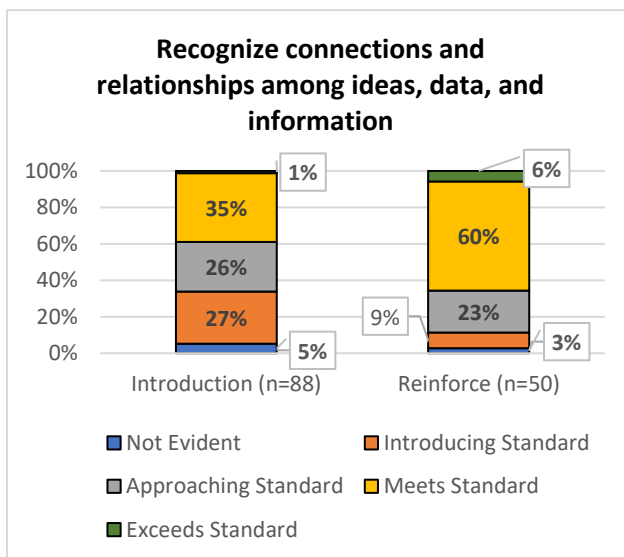 Recognize connections and
relationships among ideas, data, and
information
100%
80%
60%
40%
20%
0%
1%
35%
26%
27%
5%
6%
60%
23%
9%
3%
Introduction (n=88)
Reinforce (n=50)
Not Evident
Introducing Standard
Approaching Standard
Meets Standard
Exceeds Standard